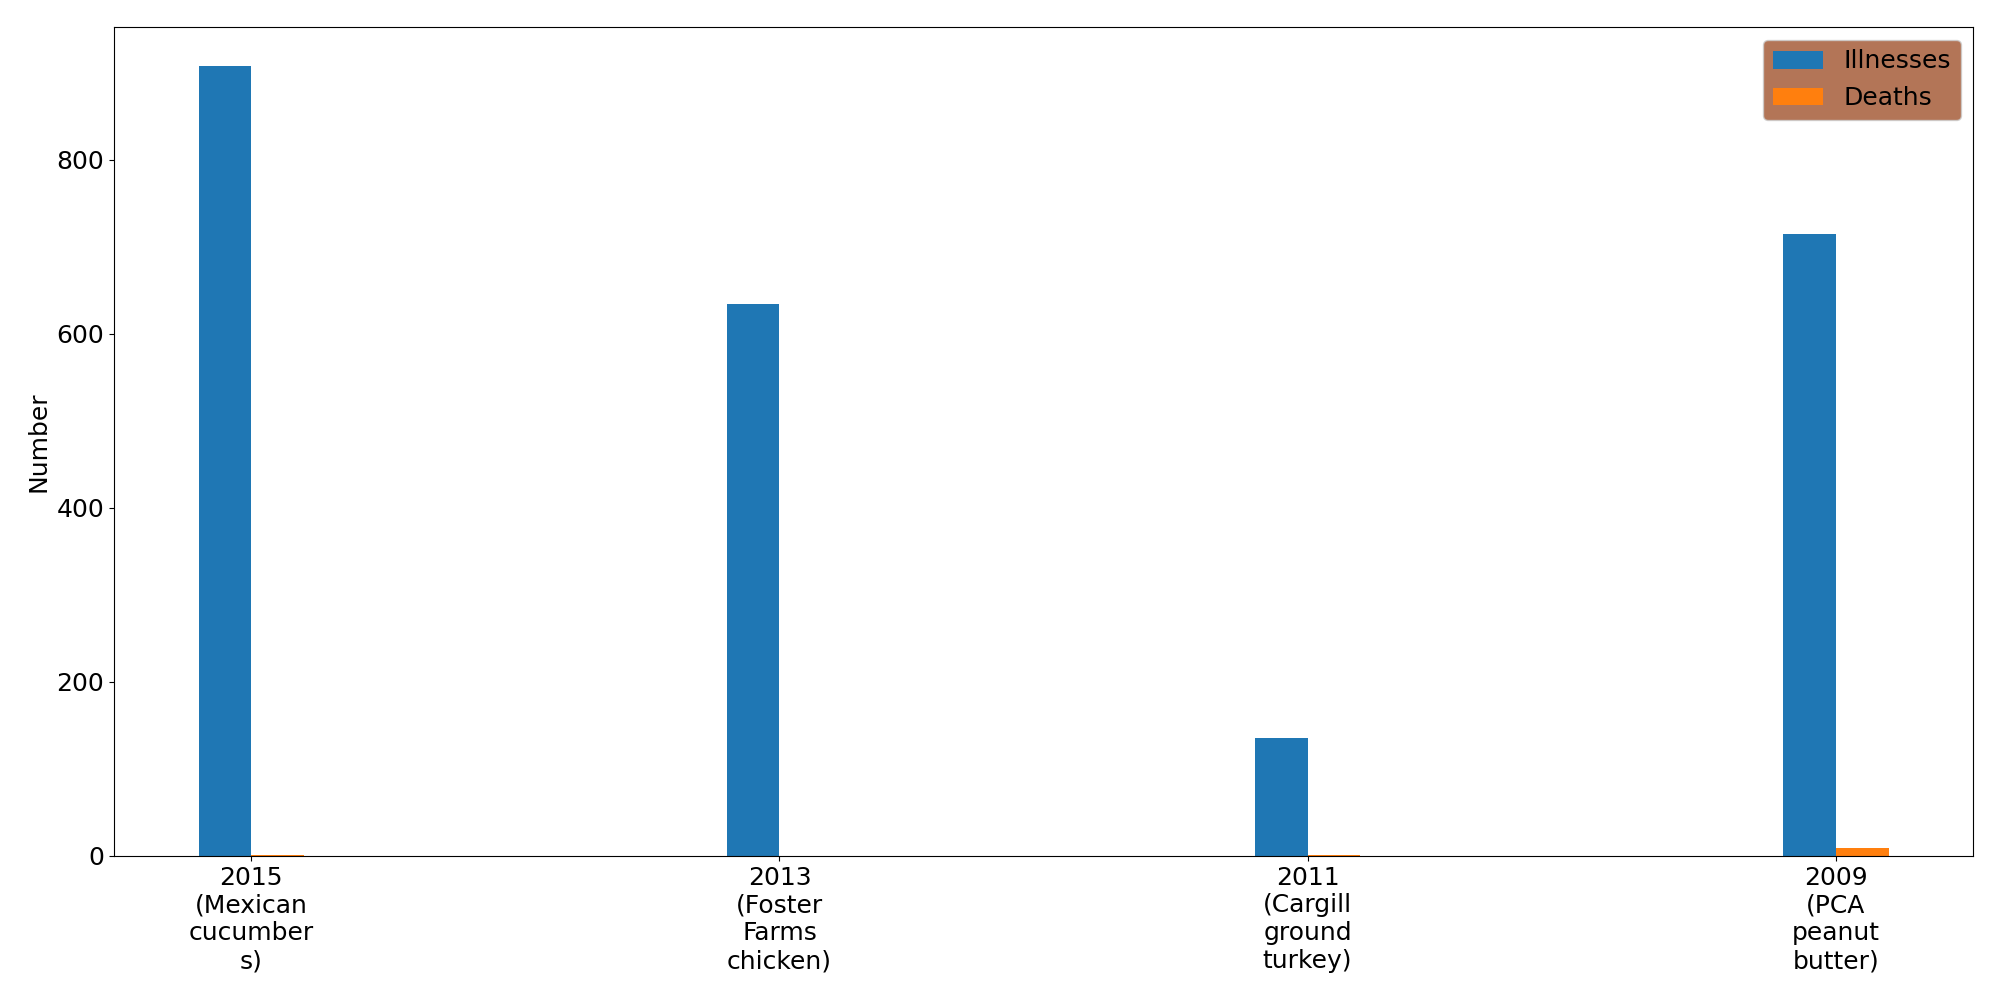 Illnesses
Deaths
Number
800
600
400
200
0
2015
(Mexican
cucumber
s)
2013
(Foster
Farms
chicken)
2011
(Cargill
ground
turkey)
2009
(PCA
peanut
butter)